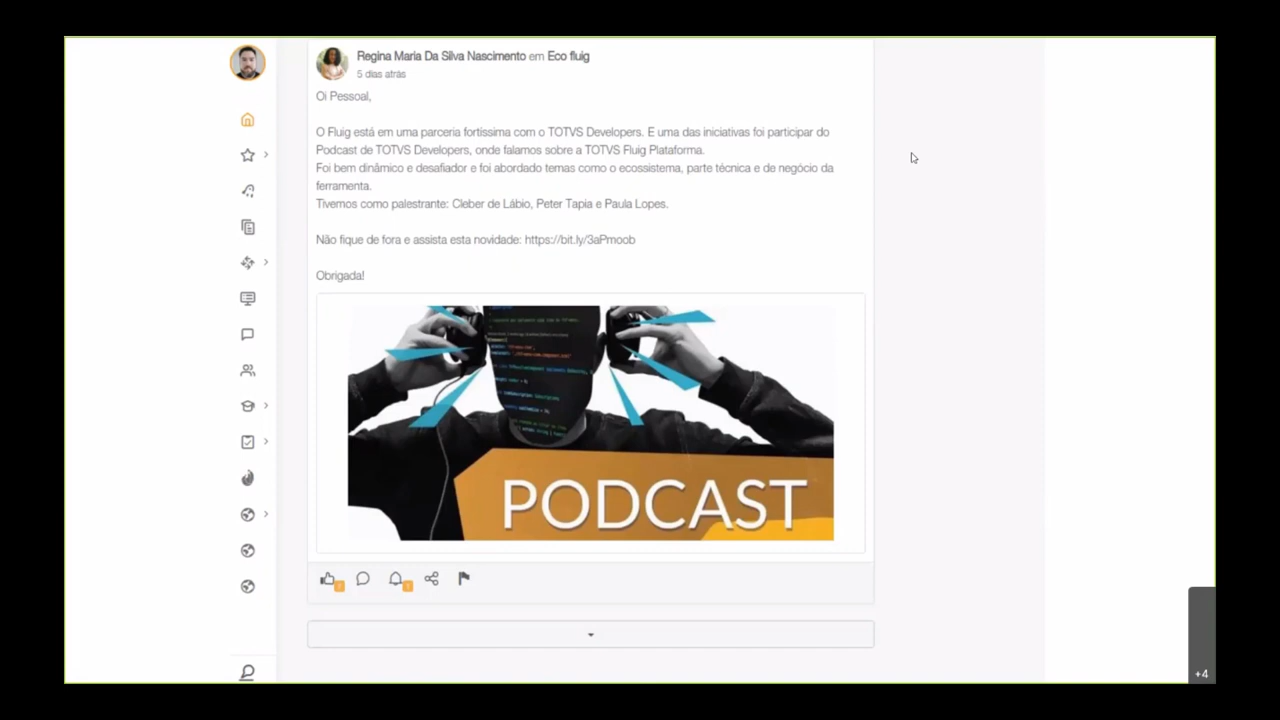 Regina Maria Da Silva Nascimento em Eco fluig
5 dias atrás
Oi Pessoal,
O Fluig está em uma parceria fortissima com o TOTVS Developers. E uma das iniciativas foi participar do
Podcast de TOTVS Developers, onde falamos sobre a TOTVS Fluig Plataforma.
Foi bem dinâmico e desafiador e foi abordado temas como o ecossistema, parte técnica e de negócio da
ferramenta.
Tivemos como palestrante: Cleber de Lábio, Peter Tapia e Paula Lopes.
Não fique de fora e assista esta novidade: https://bit.ly/3aPmoob
Obrigada!
PODCAST
+4